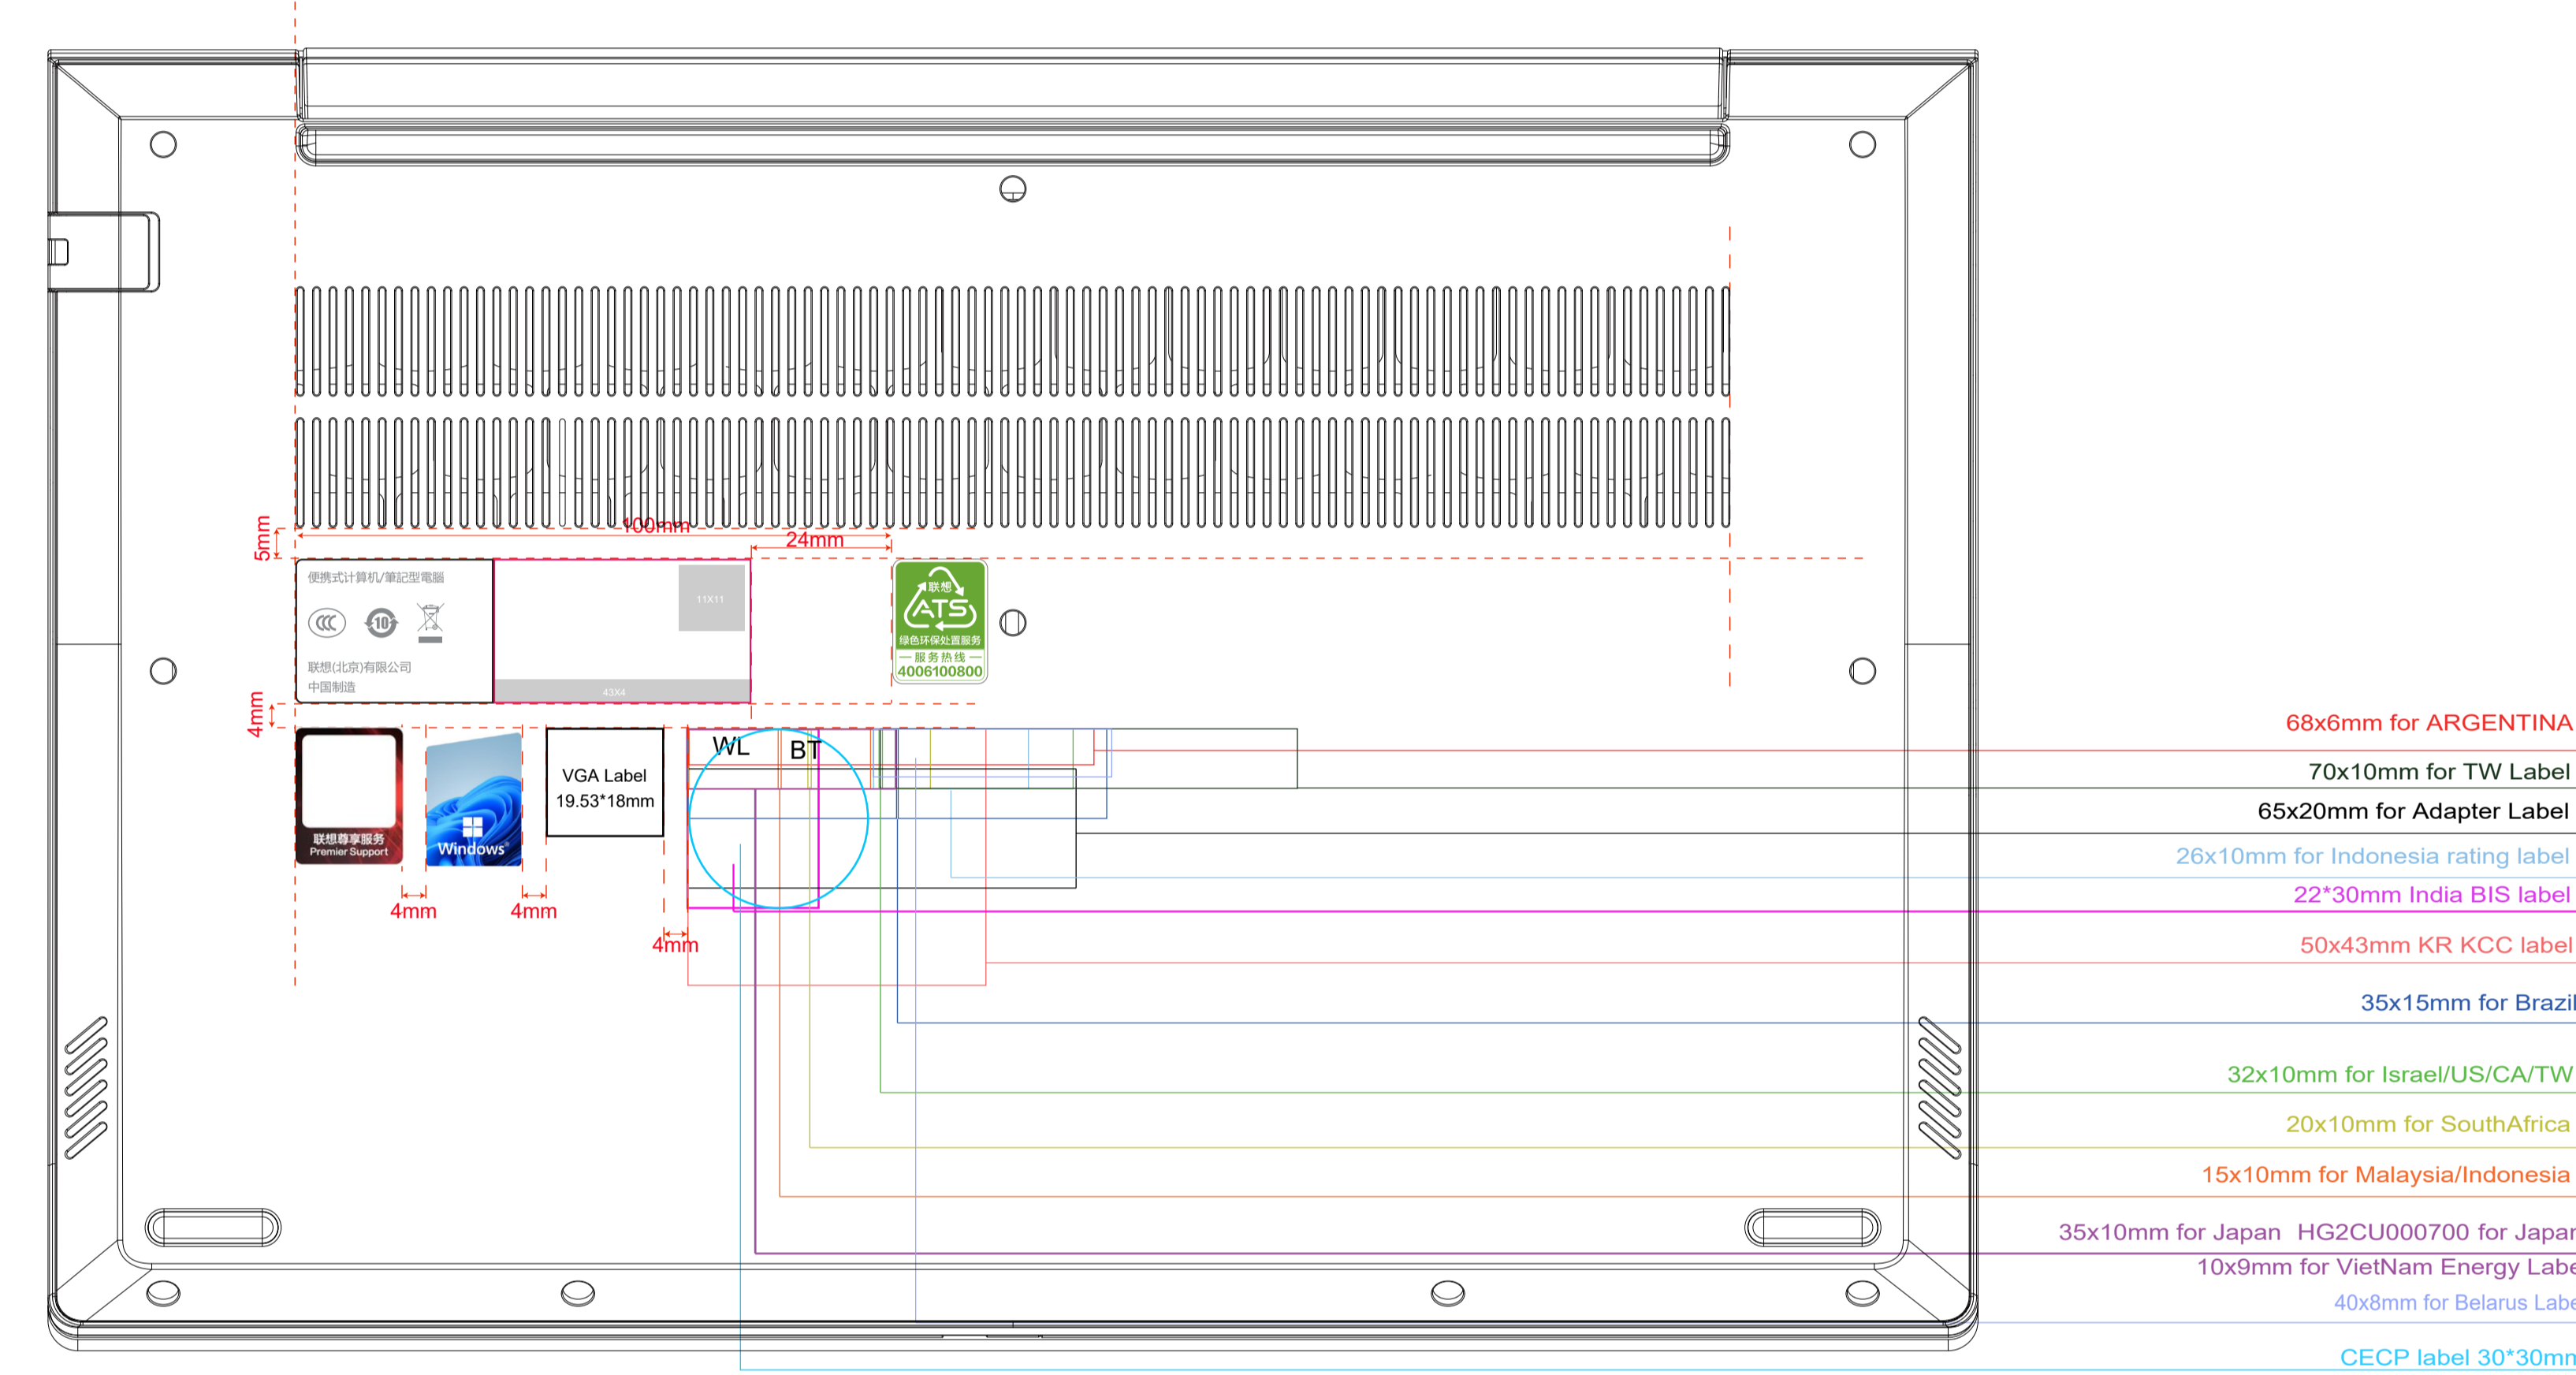 100mm
24mm
5mm
便携式计算机/筆記型電腦
11X11
CCC
10
联想(北京)有限公司
中国制造
43X4
联想
ATS
绿色环保处置服务
服务热线
4006100800
4mm
联想尊享服务
Premier Support
Windows
VGA Label
19.53*18mm
WL
BT
4mm
4mm
4mm
68x6mm for ARGENTINA
70x10mm for TW Label
65x20mm for Adapter Label
26x10mm for Indonesia rating label
22*30mm India BIS label
50x43mm KR KCC label
35x15mm for Brazil
32x10mm for Israel/US/CA/TW
20x10mm for SouthAfrica
15x10mm for Malaysia/Indonesia
35x10mm for Japan HG2CU000700 for Japan
10x9mm for VietNam Energy Labe
40x8mm for Belarus Labe
CECP label 30*30mm